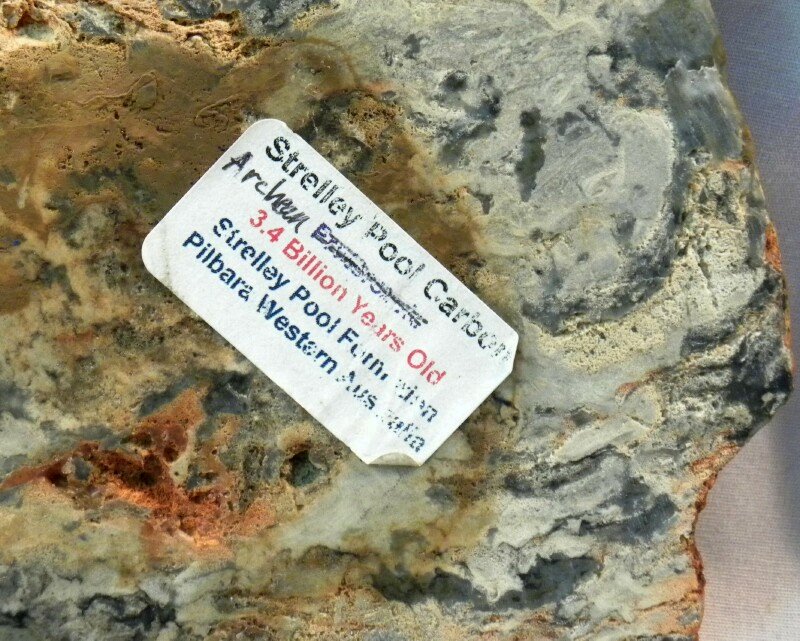 Strelley Pool Carbon
Archean
3.4 Billion Years Old
Strelley Pool Formation
Pilbara Western Australia